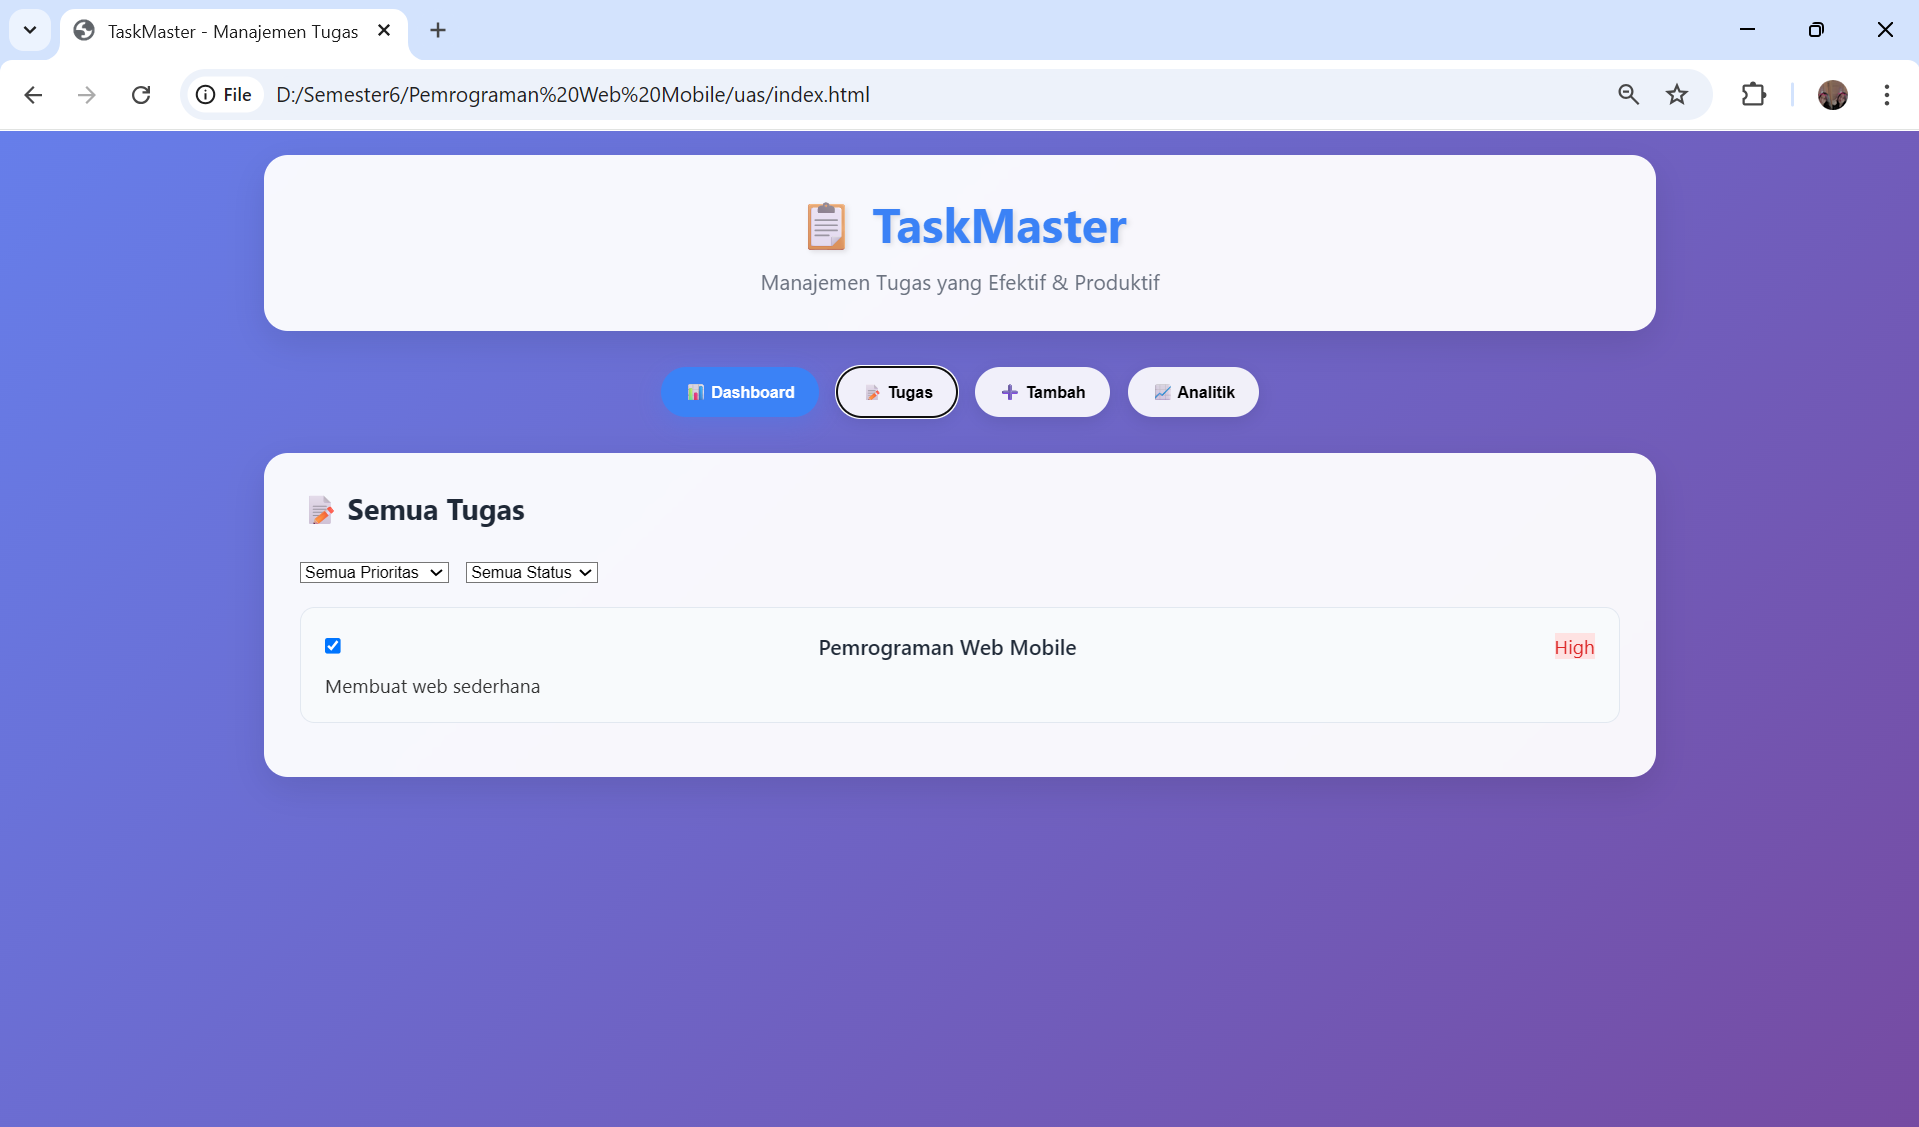 TaskMaster - Manajemen Tugas
File D:/Semester6/Pemrograman%20Web%20Mobile/uas/index.html
TaskMaster
Manajemen Tugas yang Efektif & Produktif
Dashboard Tugas Tambah Analitik
Semua Tugas
Semua Prioritas Semua Status
Pemrograman Web Mobile High
Membuat web sederhana